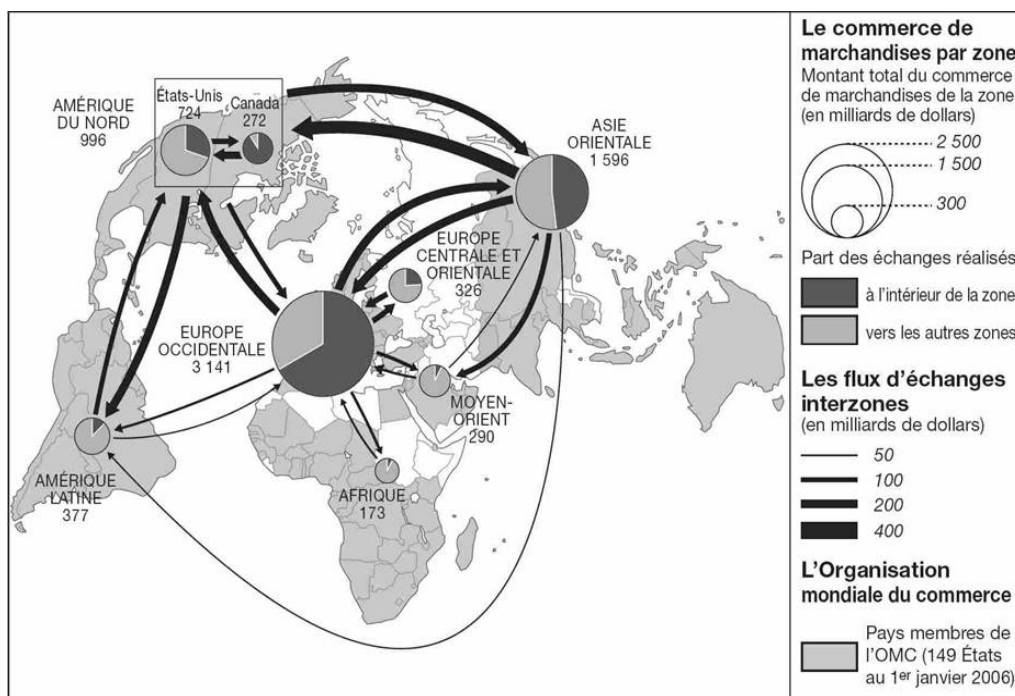 AMÉRIQUE
DU NORD
996
États-Unis
724
Canada
272
ASIE
ORIENTALE
1 596
EUROPE
CENTRALE ET
ORIENTALE
326
EUROPE
OCCIDENTALE
3 141
MOYEN-
ORIENT
290
AMÉRIQUE
LATINE
377
AFRIQUE
173
Le commerce de
marchandises par zone
Montant total du commerce
de marchandises de la zone
(en milliards de dollars)
2 500
1 500
300
Part des échanges réalisés
à l'intérieur de la zone
vers les autres zones
Les flux d'échanges
interzones
(en milliards de dollars)
50
100
200
400
L'Organisation
mondiale du commerce
Pays membres de
l'OMC (149 États
au 1er janvier 2006)